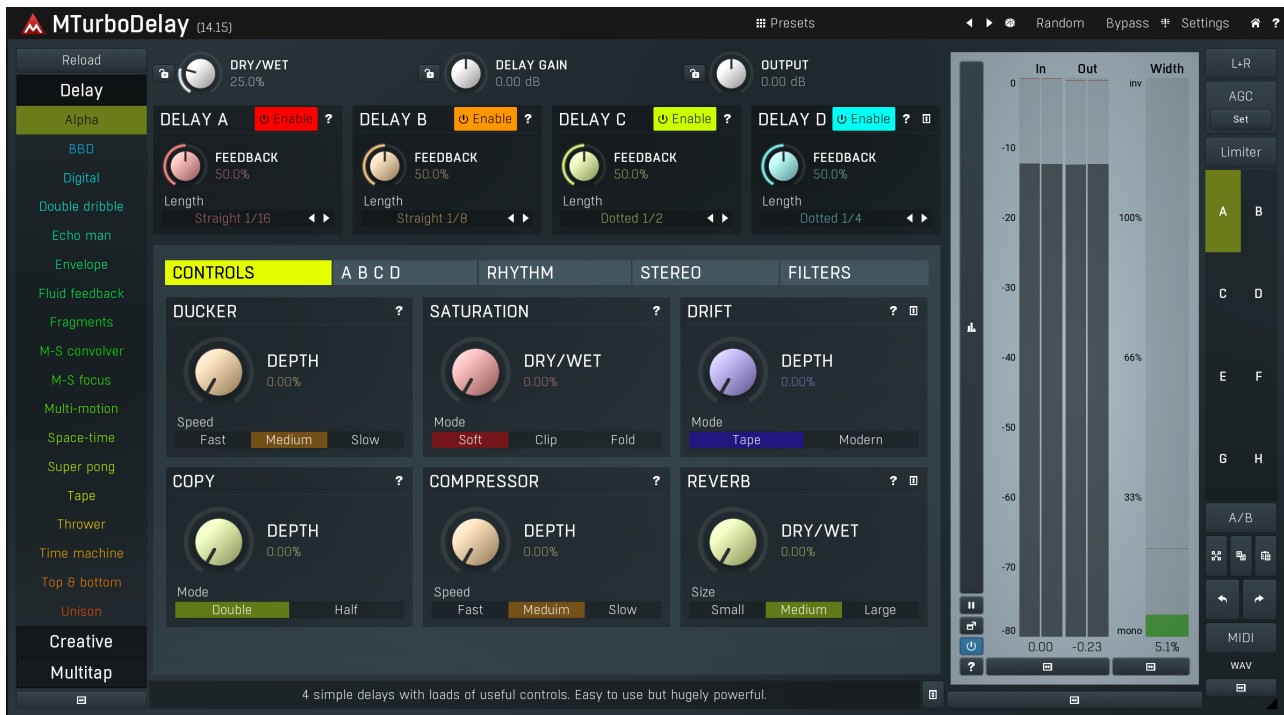 MTurboDelay (14.15)
Presets
Random
Bypass
Settings
?
Reload
Delay
Alpha
BBD
Digital
Double dribble
Echo man
Envelope
Fluid feedback
Fragments
M-S convolver
M-S focus
Multi-motion
Space-time
Super pong
Tape
Thrower
Time machine
Top & bottom
Unison
Creative
Multitap
DRY/WET
25.0%
DELAY GAIN
0.00 dB
OUTPUT
0.00 dB
DELAY A
Enable
?
FEEDBACK
50.0%
Length
Straight 1/16
DELAY B
Enable
?
FEEDBACK
50.0%
Length
Straight 1/8
DELAY C
Enable
?
FEEDBACK
50.0%
Length
Dotted 1/2
DELAY D
Enable
?
FEEDBACK
50.0%
Length
Dotted 1/4
CONTROLS
A B C D
RHYTHM
STEREO
FILTERS
DUCKER
?
DEPTH
0.00%
Speed
Fast Medium Slow
SATURATION
?
DRY/WET
0.00%
Mode
Soft Clip Fold
DRIFT
?
DEPTH
0.00%
Mode
Tape Modern
COPY
?
DEPTH
0.00%
Mode
Double Half
COMPRESSOR
?
DEPTH
0.00%
Speed
Fast Meduim Slow
REVERB
?
DRY/WET
0.00%
Size
Small Medium Large
4 simple delays with loads of useful controls. Easy to use but hugely powerful.
In Out Width
0 inv
-10
-20 100%
-30
-40 66%
-50
-60 33%
-70
-80 mono
0.00 -0.23 5.1%
?
L+R
AGC
Set
Limiter
A B
C D
E F
G H
A/B
MIDI
WAV